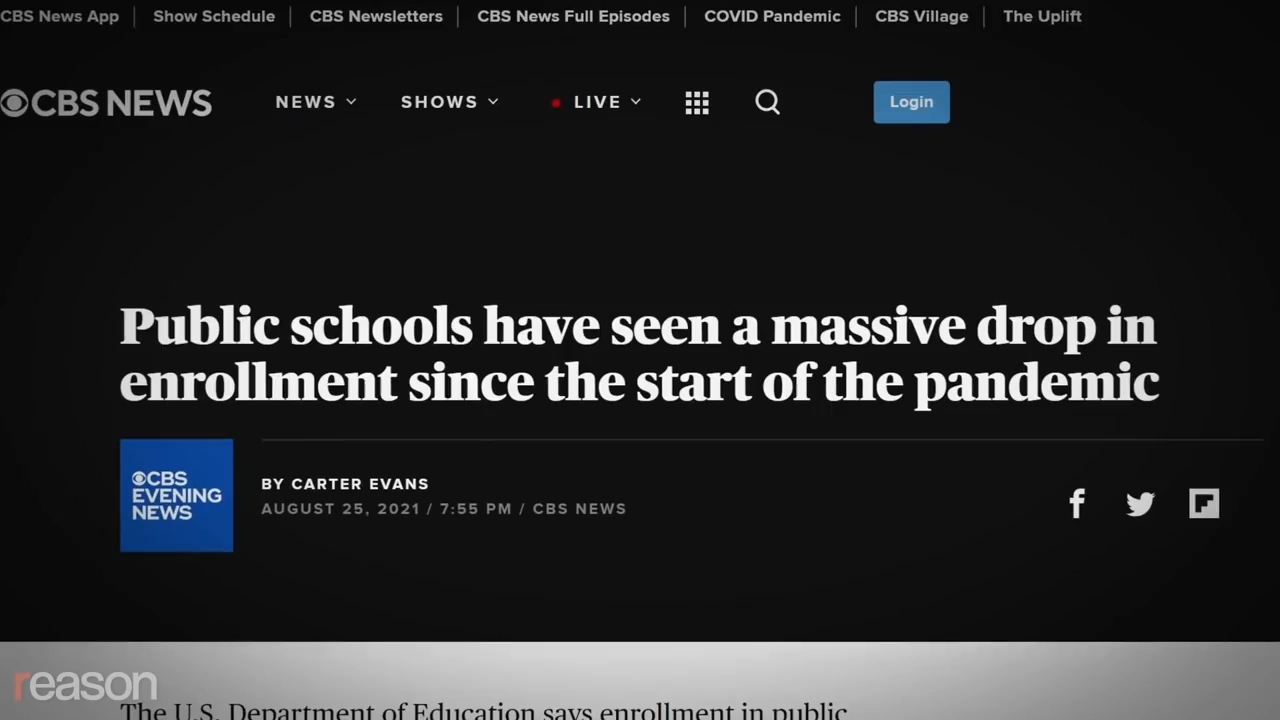 CBS News App Show Schedule CBS Newsletters CBS News Full Episodes COVID Pandemic CBS Village The Uplift
CBS NEWS NEWS SHOWS LIVE Login
Public schools have seen a massive drop in
enrollment since the start of the pandemic
CBS
EVENING
NEWS
BY CARTER EVANS
AUGUST 25, 2021 / 7:55 PM / CBS NEWS
reason
The U.S. Department of Education says enrollment in public